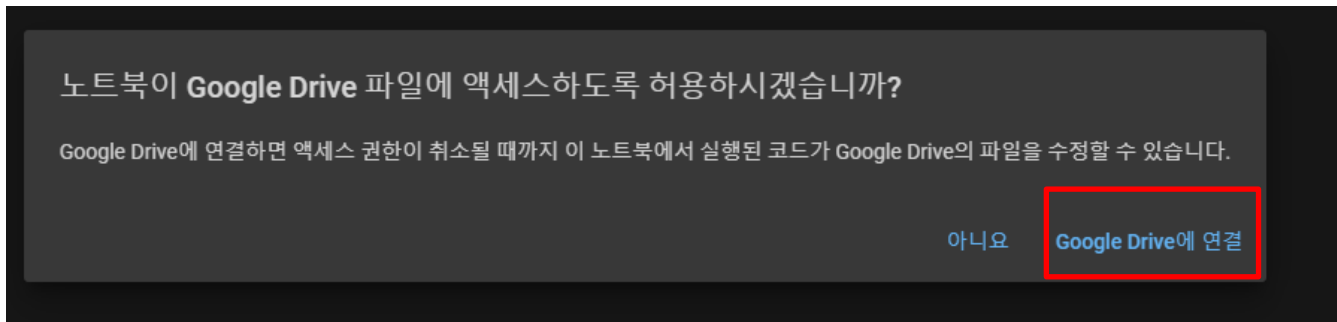 노트북이 Google Drive 파일에 액세스하도록 허용하시겠습니까?
Google Drive에 연결하면 액세스 권한이 취소될 때까지 이 노트북에서 실행된 코드가 Google Drive의 파일을 수정할 수 있습니다.
아니요 Google Drive에 연결